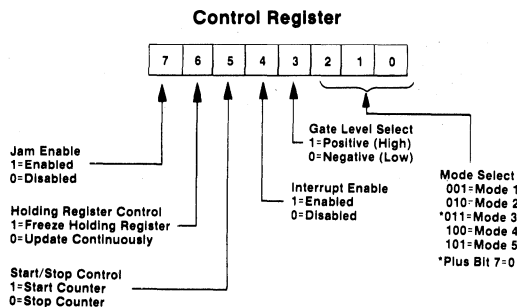 Control Register
7 6 5 4 3 2 1 0
Jam Enable
1=Enabled
0=Disabled
Holding Register Control
1=Freeze Holding Register
0=Update Continuously
Start/Stop Control
1=Start Counter
0=Stop Counter
Gate Level Select
1=Positive (High)
0=Negative (Low)
Interrupt Enable
1=Enabled
0=Disabled
Mode Select
001=Mode 1
010=Mode 2
*011=Mode 3
100=Mode 4
101=Mode 5
*Plus Bit 7=0